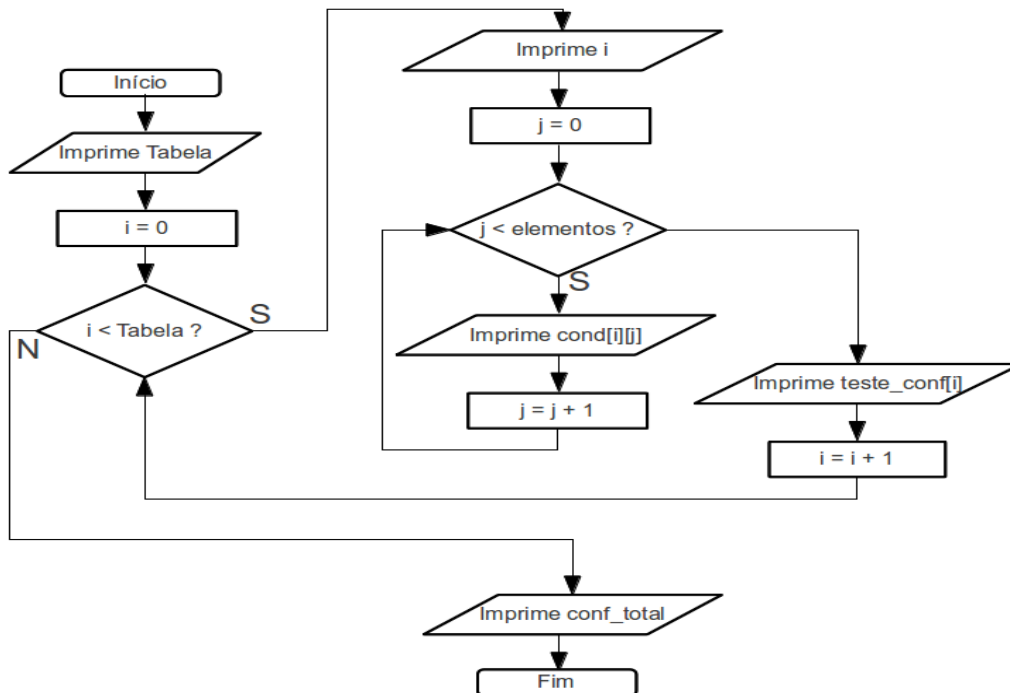 Início
Imprime Tabela
i = 0
i < Tabela ?
S
N
Imprime i
j = 0
j < elementos ?
S
Imprime cond[i][j]
j = j + 1
Imprime teste_conf[i]
i = i + 1
Imprime conf_total
Fim